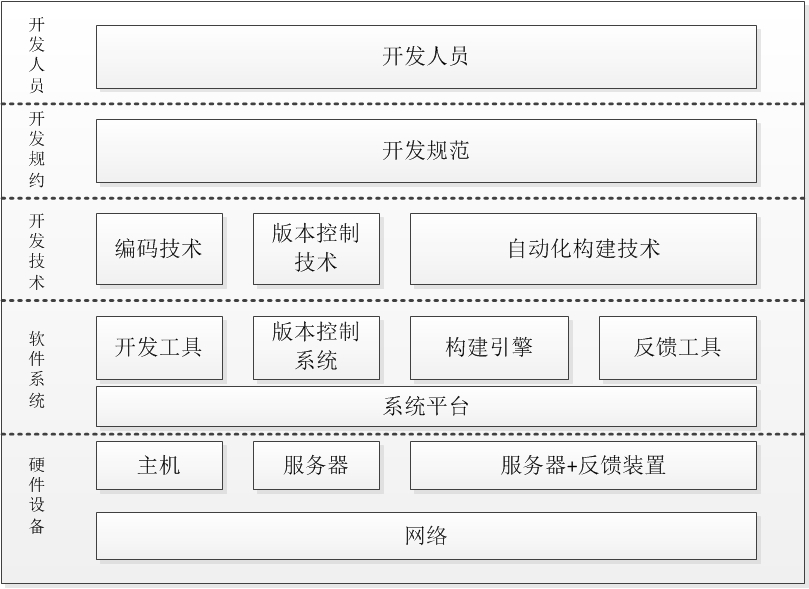 开发人员
开发人员
开发规约
开发规范
开发技术
编码技术
版本控制
技术
自动化构建技术
软件系统
开发工具
版本控制
系统
构建引擎
反馈工具
系统平台
硬件设备
主机
服务器
服务器+反馈装置
网络